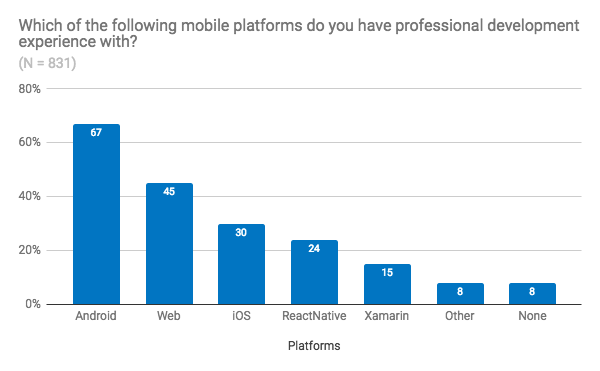 Which of the following mobile platforms do you have professional development
experience with?
(N = 831)
80%
60%
40%
20%
0%
67
45
30
24
15
8
8
Android Web iOS ReactNative Xamarin Other None
Platforms